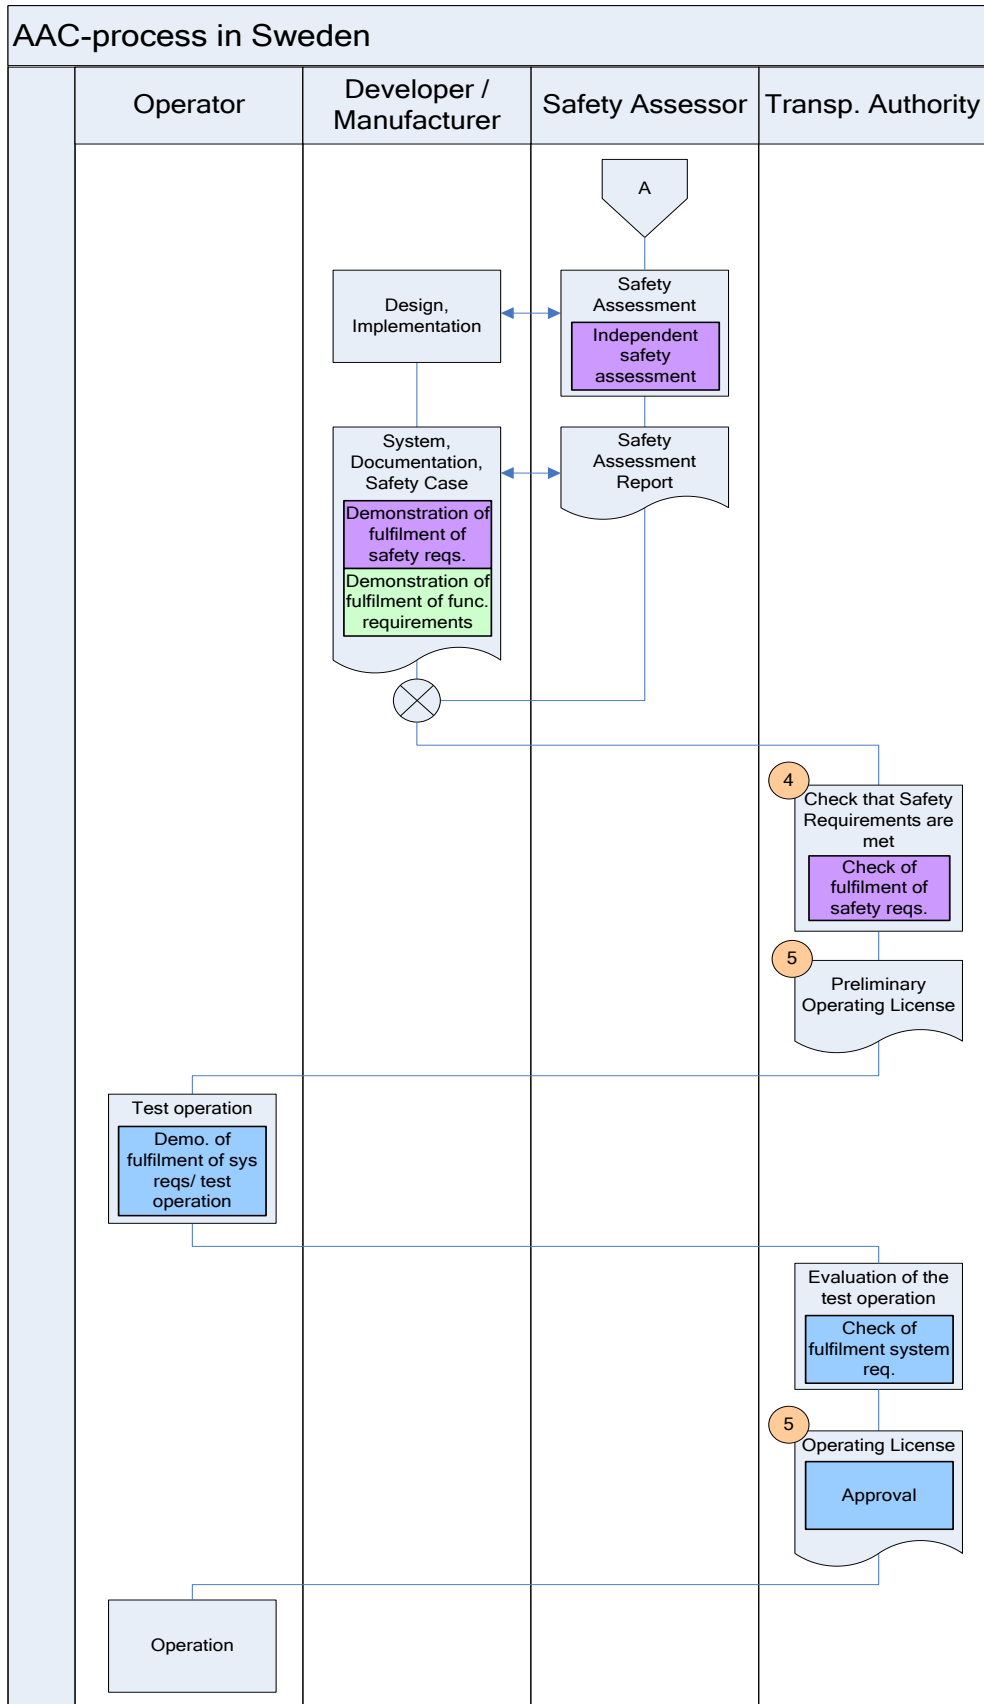 AAC-process in Sweden
Operator
Developer /
Manufacturer
Safety Assessor
Transp. Authority
A
Design,
Implementation
Safety
Assessment
Independent
safety
assessment
System,
Documentation,
Safety Case
Demonstration of
fulfilment of
safety reqs.
Demonstration of
fulfilment of func.
requirements
Safety
Assessment
Report
4
Check that Safety
Requirements are
met
Check of
fulfilment of
safety reqs.
5
Preliminary
Operating License
Test operation
Demo. of
fulfilment of sys
reqs/ test
operation
Evaluation of the
test operation
Check of
fulfilment system
req.
5
Operating License
Approval
Operation